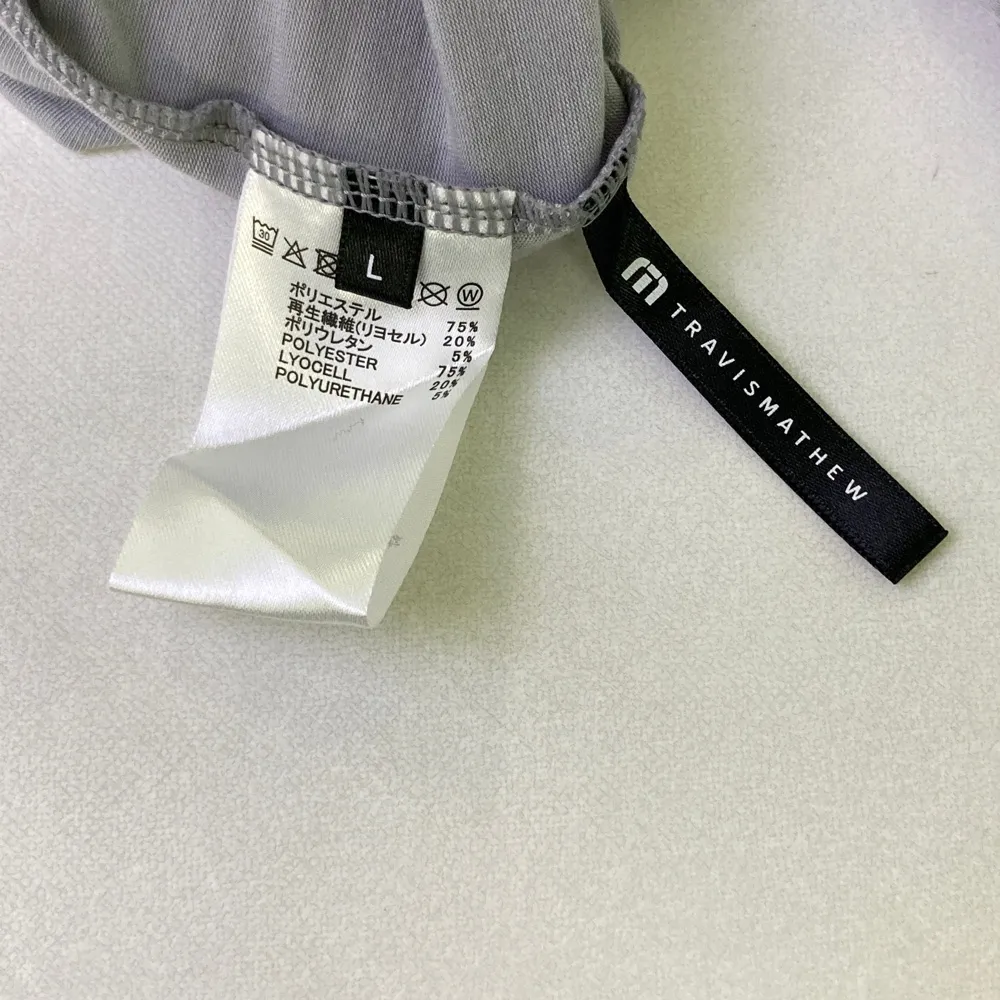 30
L
W
ポリエステル 75%
再生繊維(リヨセル) 20%
ポリウレタン 5%
POLYESTER 75%
LYOCELL 20%
POLYURETHANE 5%
TRAVISMATHEW